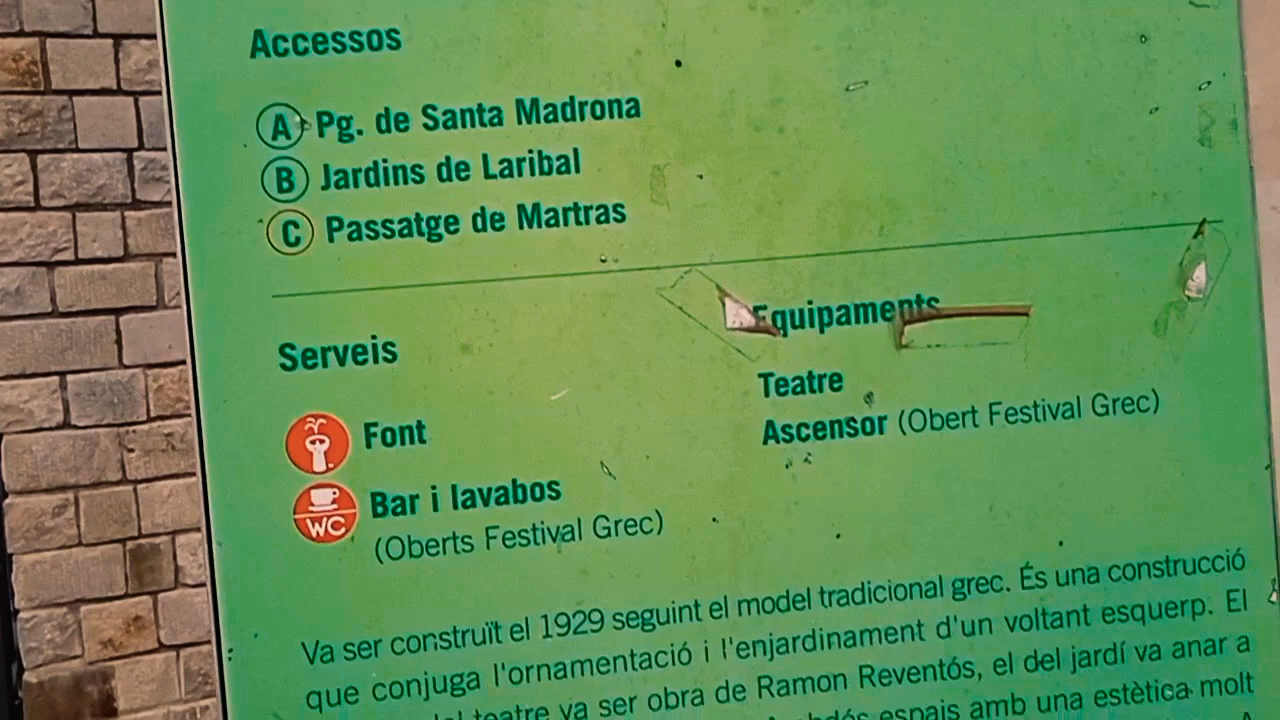 Accessos
A Pg. de Santa Madrona
B Jardins de Laribal
C Passatge de Martras
Serveis
Font
WC Bar i lavabos
(Oberts Festival Grec)
Equipaments
Teatre
Ascensor (Obert Festival Grec)
Va ser construït el 1929 seguint el model tradicional grec. És una construcció
que conjuga l'ornamentació i l'enjardinament d'un voltant esquerp. El
teatre va ser obra de Ramon Reventós, el del jardí va anar a
espais amb una estètica molt